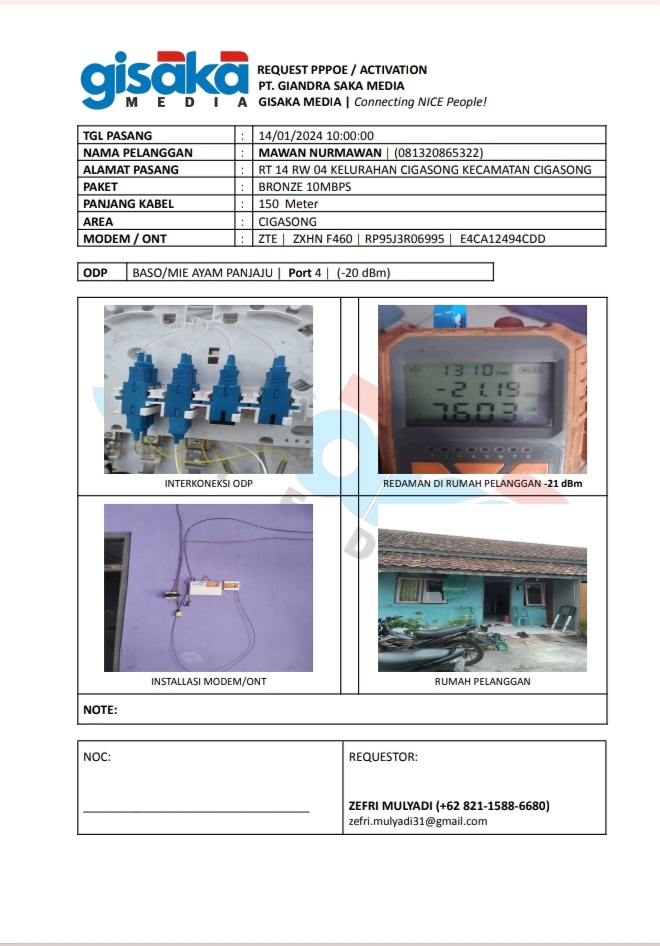 gisaka
MEDIA
REQUEST PPPOE / ACTIVATION
PT. GIANDRA SAKA MEDIA
GISAKA MEDIA | Connecting NICE People!
TGL PASANG : 14/01/2024 10:00:00
NAMA PELANGGAN : MAWAN NURMAWAN | (081320865322)
ALAMAT PASANG : RT 14 RW 04 KELURAHAN CIGASONG KECAMATAN CIGASONG
PAKET : BRONZE 10MBPS
PANJANG KABEL : 150 Meter
AREA : CIGASONG
MODEM / ONT : ZTE | ZXHN F460 | RP95J3R06995 | E4CA12494CDD
ODP BASO/MIE AYAM PANJAJU | Port 4 | (-20 dBm)
1310
-21.19
7.603
INTERKONEKSI ODP
REDAMAN DI RUMAH PELANGGAN -21 dBm
INSTALLASI MODEM/ONT
RUMAH PELANGGAN
NOTE:
NOC:
REQUESTOR:
ZEFRI MULYADI (+62 821-1588-6680)
zefri.mulyadi31@gmail.com